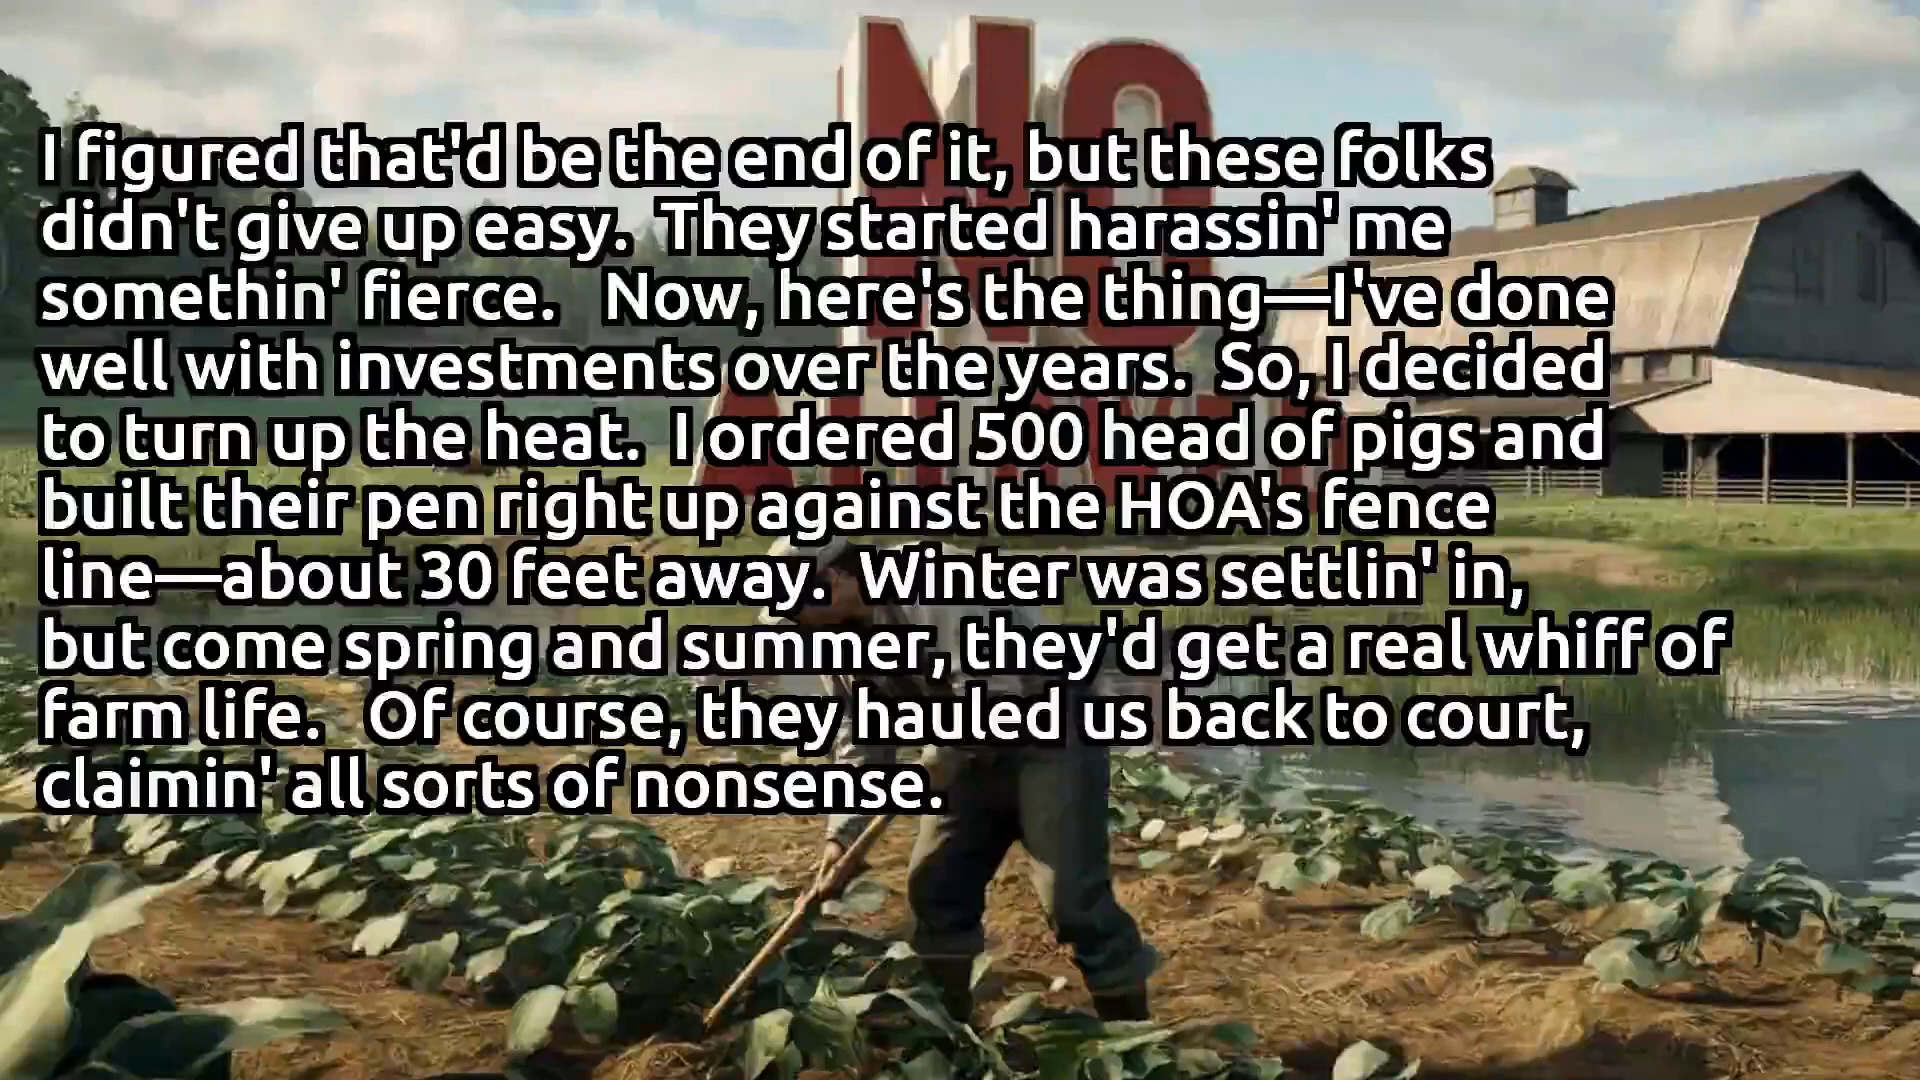 NO
I figured that'd be the end of it, but these folks
didn't give up easy.  They started harassin' me
somethin' fierce.   Now, here's the thing—I've done
well with investments over the years.  So, I decided
to turn up the heat.  I ordered 500 head of pigs and
built their pen right up against the HOA's fence
line—about 30 feet away.  Winter was settlin' in,
but come spring and summer, they'd get a real whiff of
farm life.   Of course, they hauled us back to court,
claimin' all sorts of nonsense.